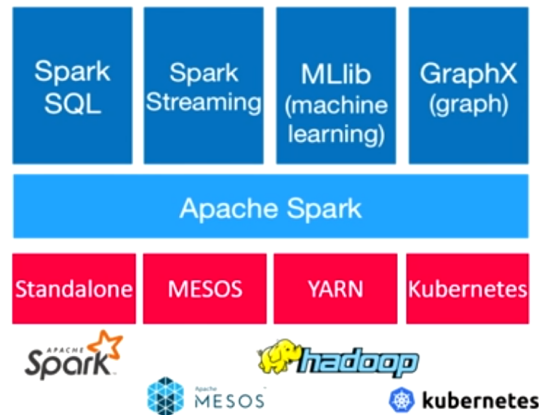 Spark
SQL
Spark
Streaming
MLlib
(machine
learning)
GraphX
(graph)
Apache Spark
Standalone
MESOS
YARN
Kubernetes
APACHE
Spark
hadoop
Apache
MESOS
kubernetes